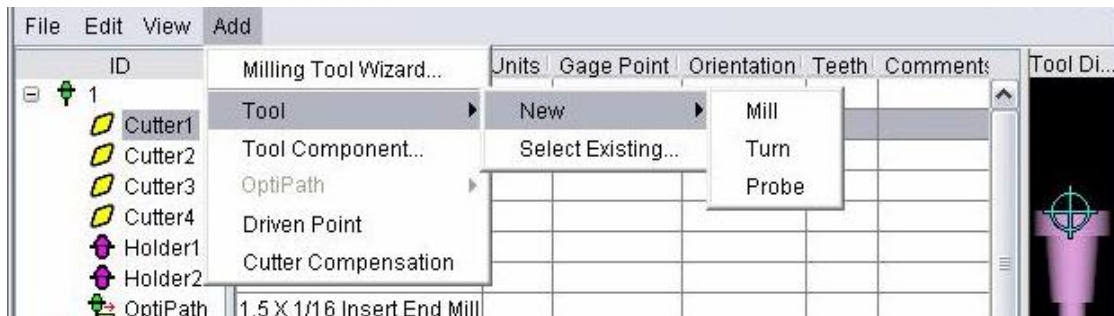 File Edit View Add
ID Units Gage Point Orientation Teeth Comments Tool Di...
1
Cutter1
Cutter2
Cutter3
Cutter4
Holder1
Holder2
OptiPath 1.5 X 1/16 Insert End Mill
Milling Tool Wizard...
Tool
Tool Component...
OptiPath
Driven Point
Cutter Compensation
New
Select Existing...
Mill
Turn
Probe